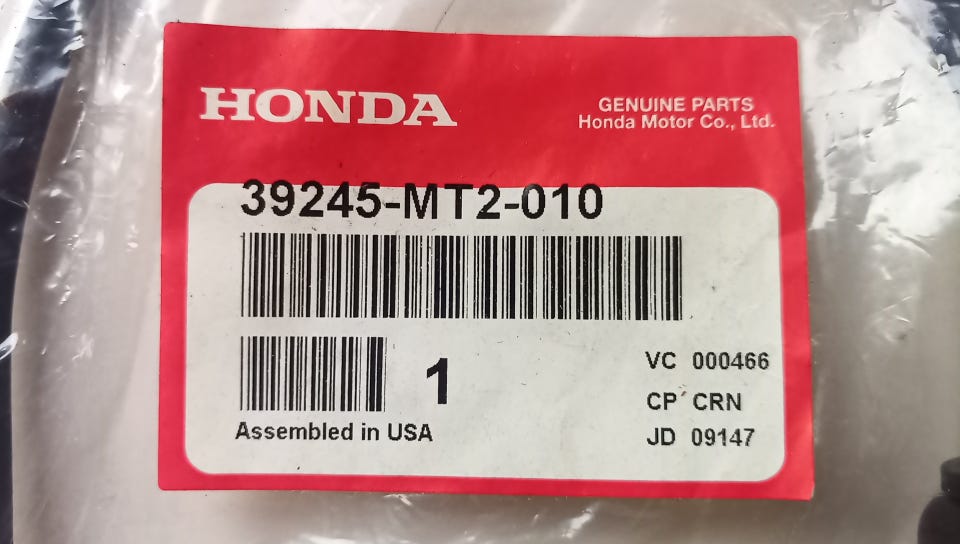 HONDA
GENUINE PARTS
Honda Motor Co., Ltd.
39245-MT2-010
1
VC 000466
CP´CRN
Assembled in USA
JD 09147